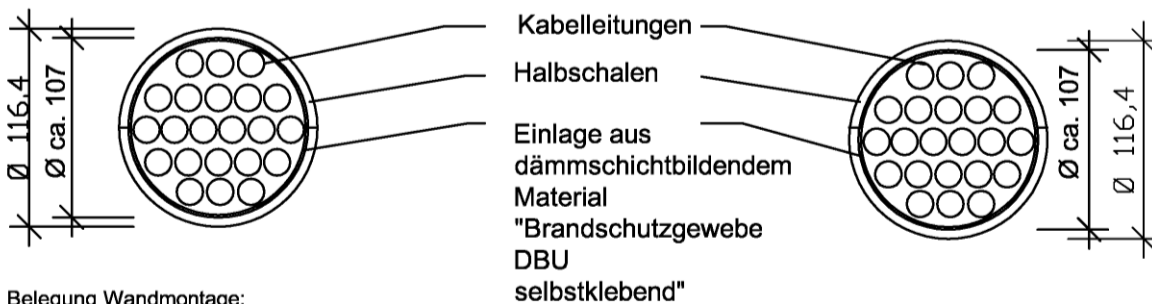 Kabelleitungen
Halbschalen
Einlage aus
dämmschichtbildendem
Material
"Brandschutzgewebe
DBU
selbstklebend"
Ø 116,4
Ø ca. 107
Ø ca. 107
Ø 116,4
Belegung Wandmontage: